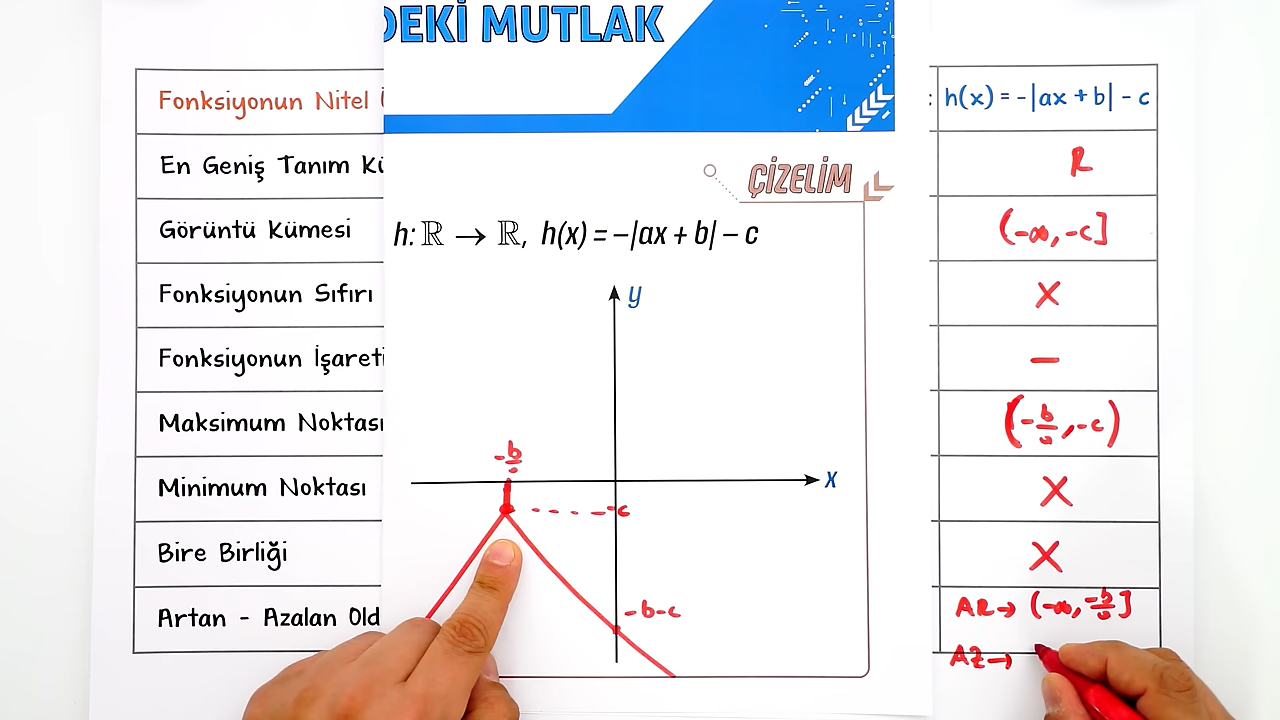 DEKİ MUTLAK
ÇİZELİM
h: ℝ → ℝ, h(x) = −|ax + b| − c
y
x
-b/a
-c
-b-c
Fonksiyonun Nitel
h(x) = -|ax + b| - c
En Geniş Tanım Kü
R
Görüntü Kümesi
(-∞, -c]
Fonksiyonun Sıfırı
X
Fonksiyonun İşareti
—
Maksimum Noktası
(-b/a, -c)
Minimum Noktası
X
Bire Birliği
X
Artan - Azalan Old
AR→ (-∞, -b/a]
AZ→